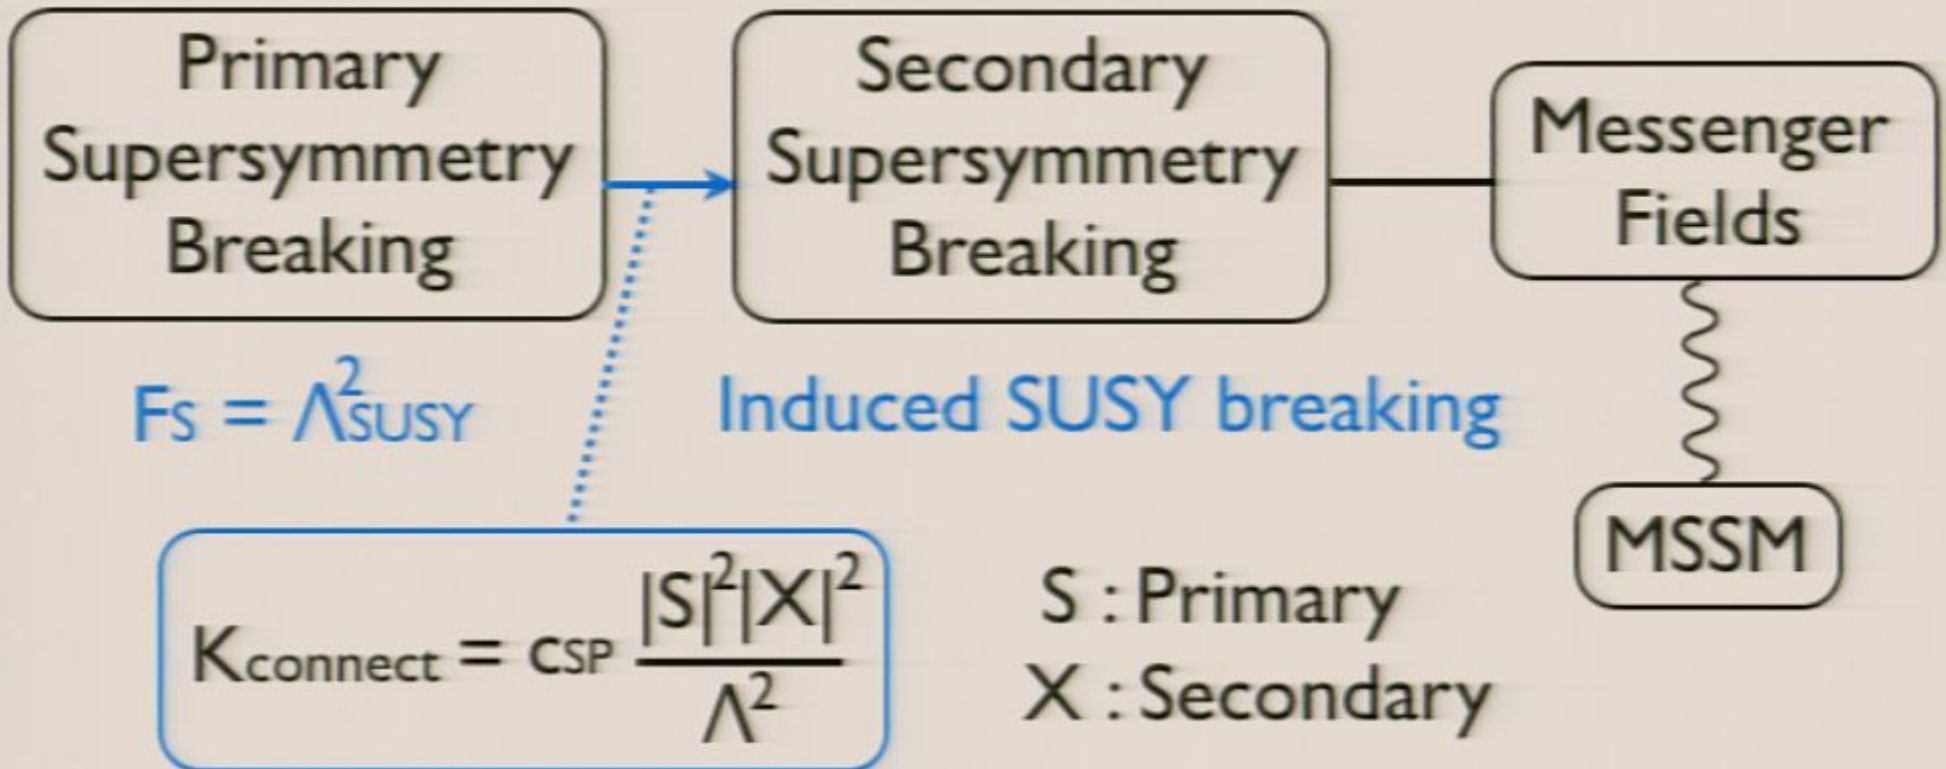 Primary
Supersymmetry
Breaking
Secondary
Supersymmetry
Breaking
Messenger
Fields
Fs = Λ²SUSY
Induced SUSY breaking
MSSM
Kconnect = cSP |S|²|X|² / Λ²
S : Primary
X : Secondary